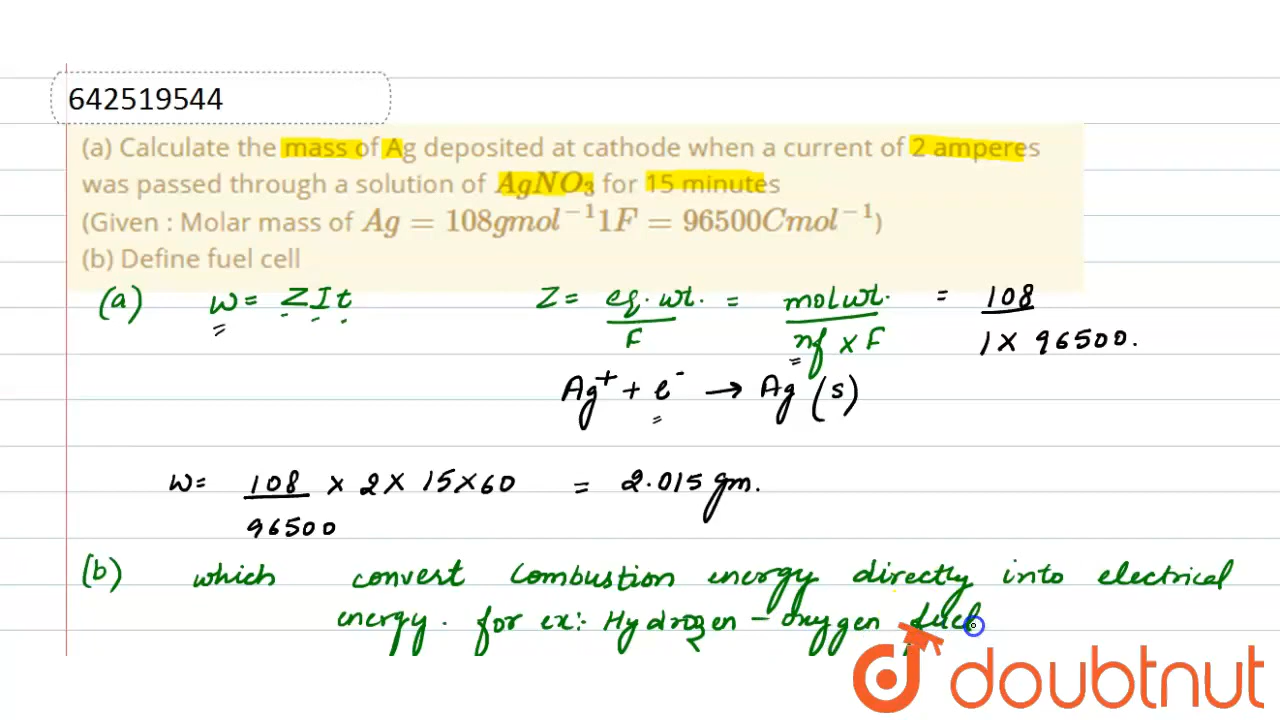 642519544
(a) Calculate the mass of Ag deposited at cathode when a current of 2 amperes
was passed through a solution of AgNO₃ for 15 minutes
(Given : Molar mass of Ag = 108gmol⁻¹1F = 96500Cmol⁻¹)
(b) Define fuel cell
(a) W = ZIt Z = eq. wt. / F = mol wt. / nf × F = 108 / 1 × 96500.
Ag⁺ + e⁻ → Ag (s)
W = 108 / 96500 × 2 × 15 × 60 = 2.015 gm.
(b) which convert Combustion energy directly into electrical
energy. for ex:- Hydrogen - oxygen fuel
doubtnut